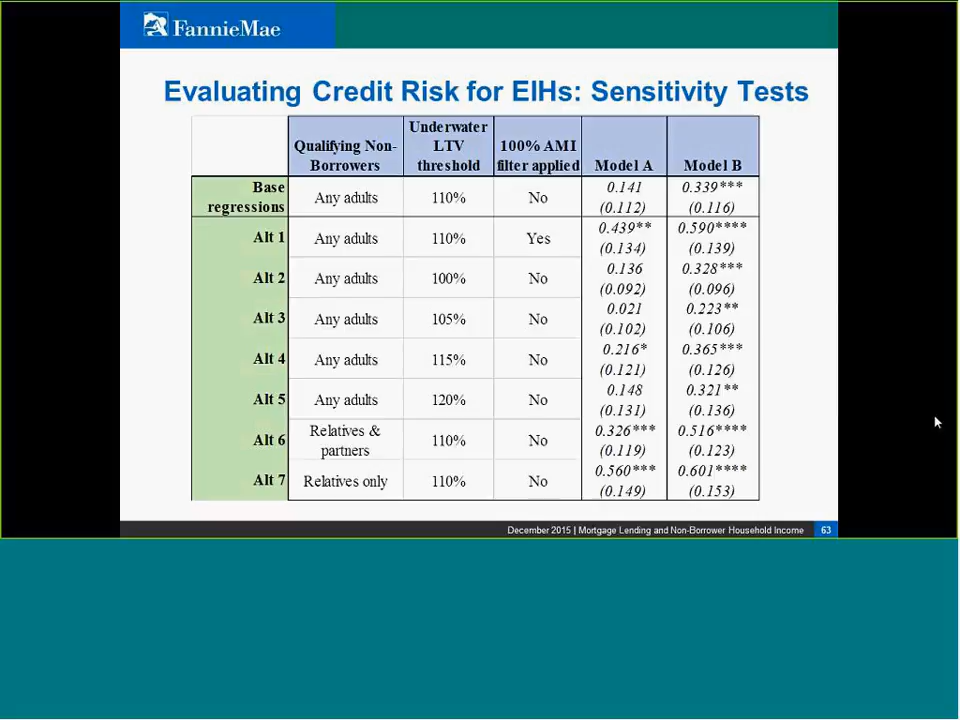 FannieMae
Evaluating Credit Risk for EIHs: Sensitivity Tests
Qualifying Non-Borrowers Underwater LTV threshold 100% AMI filter applied Model A Model B
Base regressions Any adults 110% No 0.141 (0.112) 0.339*** (0.116)
Alt 1 Any adults 110% Yes 0.439** (0.134) 0.590**** (0.139)
Alt 2 Any adults 100% No 0.136 (0.092) 0.328*** (0.096)
Alt 3 Any adults 105% No 0.021 (0.102) 0.223** (0.106)
Alt 4 Any adults 115% No 0.216* (0.121) 0.365*** (0.126)
Alt 5 Any adults 120% No 0.148 (0.131) 0.321** (0.136)
Alt 6 Relatives & partners 110% No 0.326*** (0.119) 0.516**** (0.123)
Alt 7 Relatives only 110% No 0.560*** (0.149) 0.601**** (0.153)
December 2015 | Mortgage Lending and Non-Borrower Household Income 63